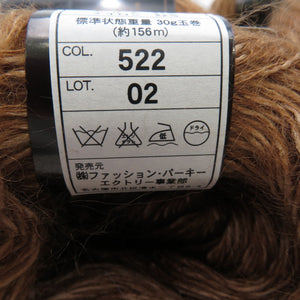 標準状態重量 30g玉巻
(約156m)
COL. 522
LOT. 02
ドライ
発売元
㈱ファッション・パーキー
エクトリー事業部